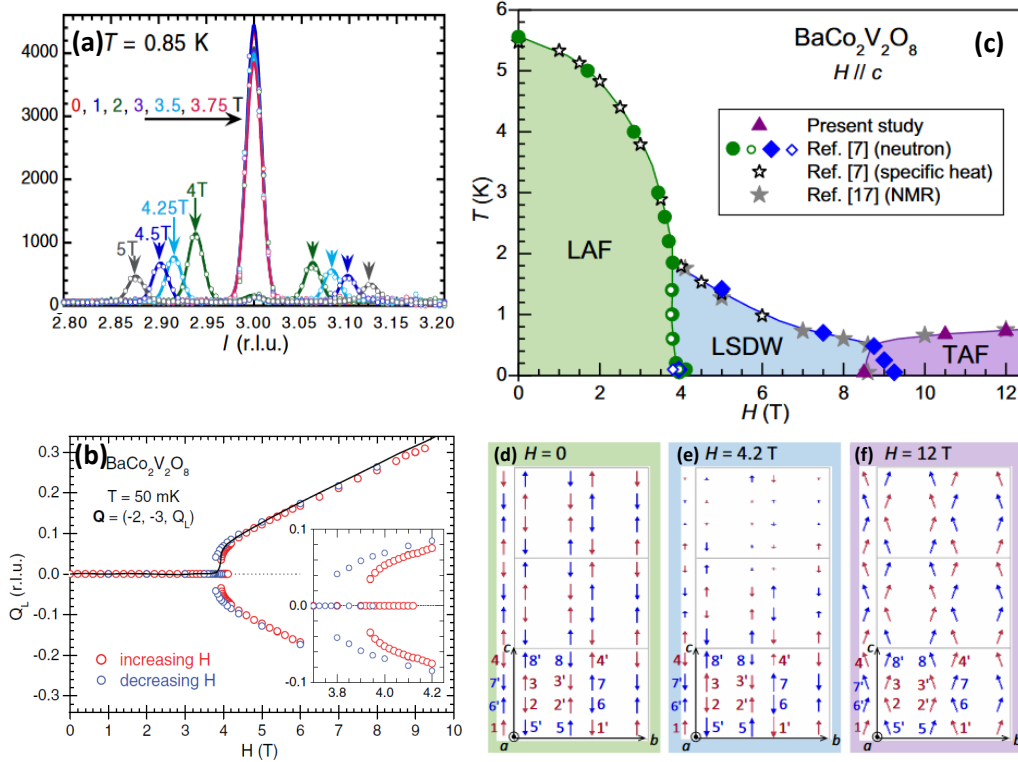 (a) T = 0.85 K
4000
3000
2000
1000
0
0, 1, 2, 3, 3.5, 3.75 T
4T
4.25T
4.5T
5T
2.80 2.85 2.90 2.95 3.00 3.05 3.10 3.15 3.20
l (r.l.u.)
(c)
BaCo2V2O8
H // c
Present study
Ref. [7] (neutron)
Ref. [7] (specific heat)
Ref. [17] (NMR)
T (K)
6
5
4
3
2
1
0
LAF
LSDW
TAF
0 2 4 6 8 10 12
H (T)
(b)
BaCo2V2O8
T = 50 mK
Q = (-2, -3, QL)
QL (r.l.u.)
0.3
0.2
0.1
0.0
-0.1
-0.2
-0.3
0.1
0.0
-0.1
3.8 4.0 4.2
increasing H
decreasing H
0 1 2 3 4 5 6 7 8 9 10
H (T)
(d) H = 0
c
4 8' 8 4'
7' 3 3' 7
6' 2 2' 6
1 5' 5 1'
a b
(e) H = 4.2 T
c
4 8' 8 4'
7' 3 3' 7
6' 2 2' 6
1 5' 5 1'
a b
(f) H = 12 T
c
4 8' 8 4'
7' 3 3' 7
6' 2 2' 6
1 5' 5 1'
a b